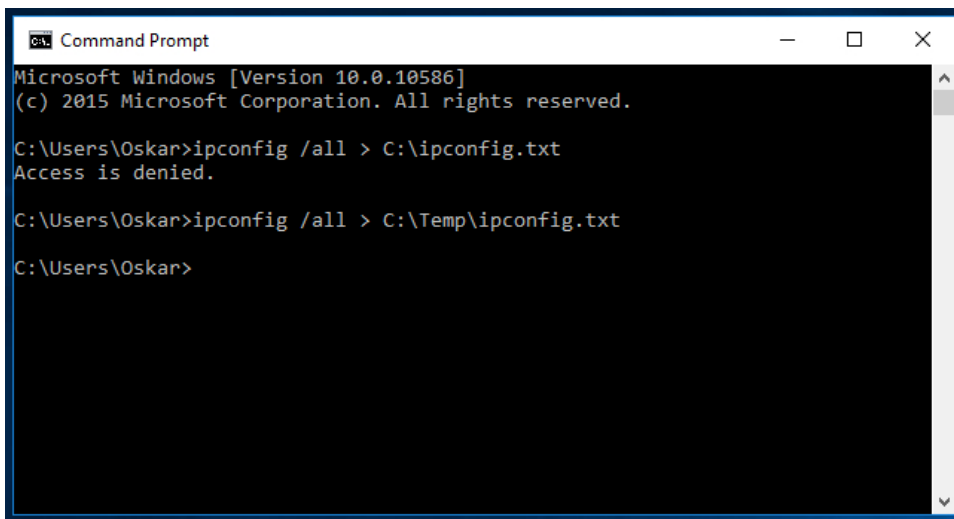 Command Prompt
Microsoft Windows [Version 10.0.10586]
(c) 2015 Microsoft Corporation. All rights reserved.
C:\Users\Oskar>ipconfig /all > C:\ipconfig.txt
Access is denied.
C:\Users\Oskar>ipconfig /all > C:\Temp\ipconfig.txt
C:\Users\Oskar>